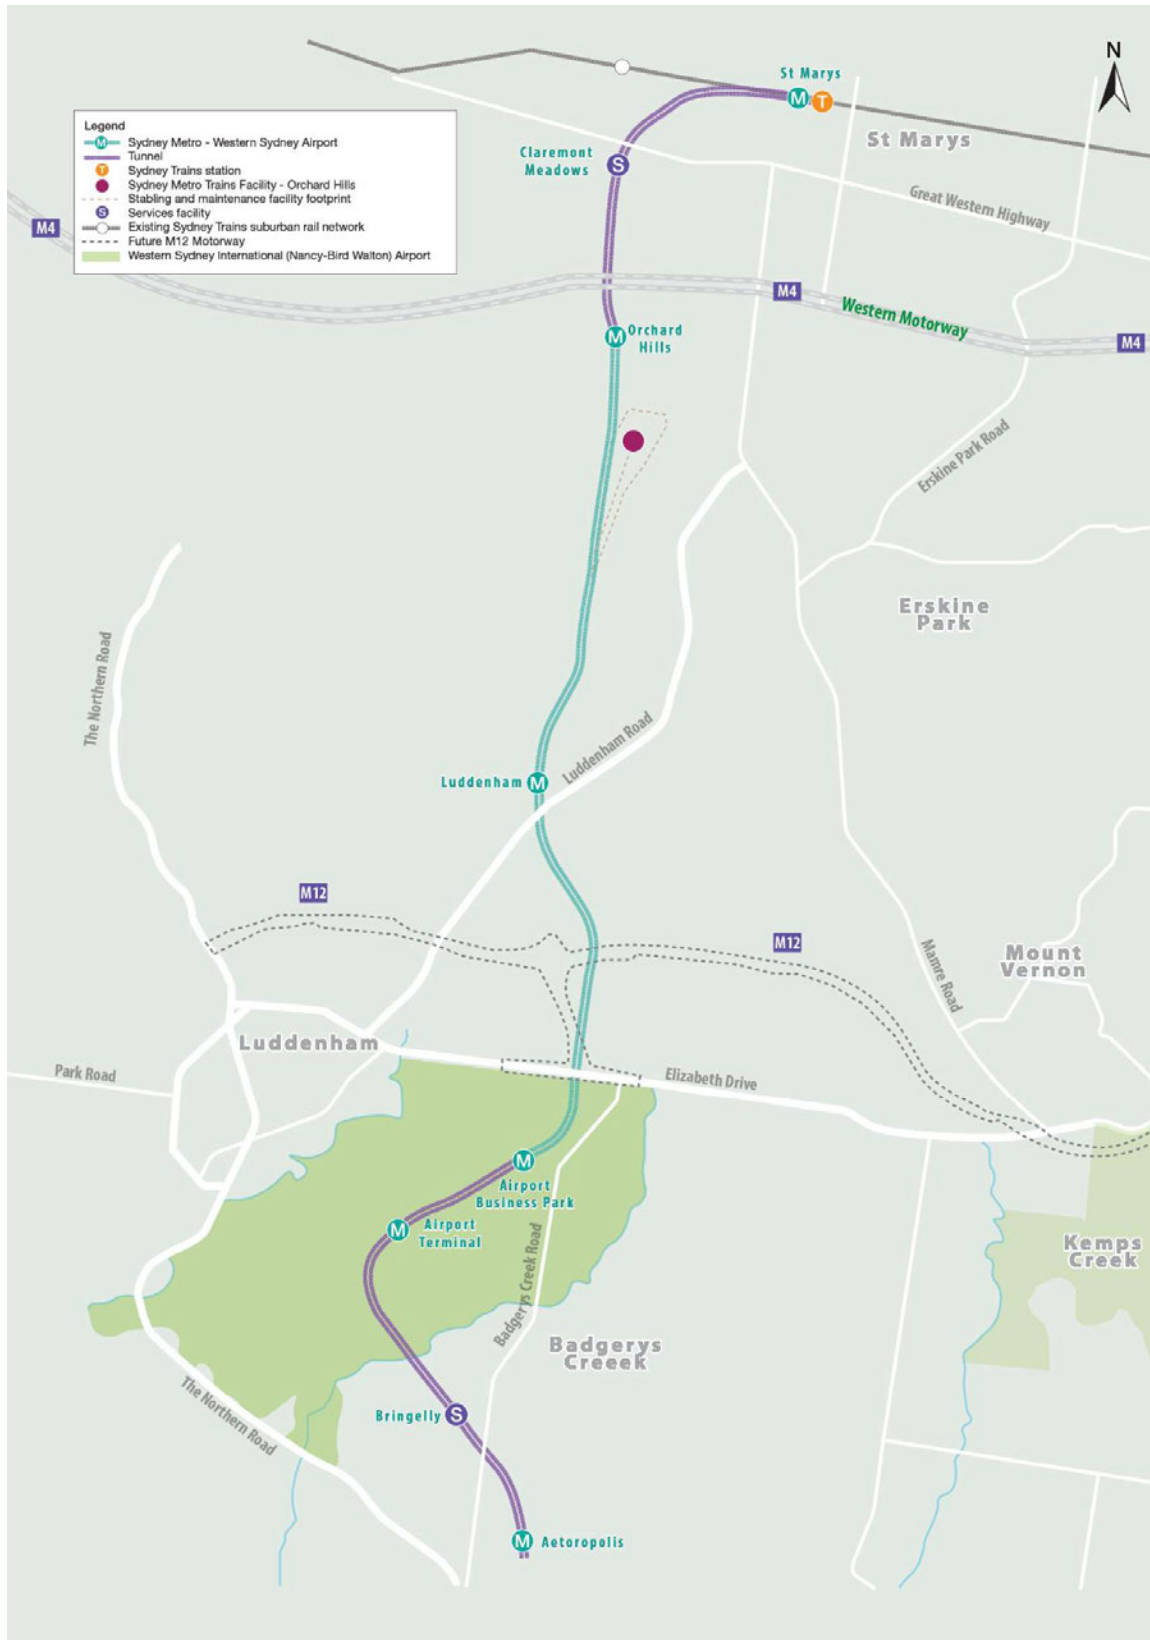 N
St Marys
M
T
St Marys
Legend
M Sydney Metro - Western Sydney Airport
Tunnel
T Sydney Trains station
Sydney Metro Trains Facility - Orchard Hills
Stabling and maintenance facility footprint
S Services facility
Existing Sydney Trains suburban rail network
Future M12 Motorway
Western Sydney International (Nancy-Bird Walton) Airport
Claremont
Meadows
S
Great Western Highway
M4
M4
Western Motorway
M4
M
Orchard
Hills
Erskine Park Road
Erskine
Park
The Northern Road
Luddenham Road
Luddenham
M
M12
M12
Mamre Road
Mount
Vernon
Luddenham
Park Road
Elizabeth Drive
M
Airport
Business Park
M
Airport
Terminal
Badgerys Creek Road
Kemps
Creek
Badgerys
Creeek
The Northern Road
Bringelly
S
M
Aetoropolis